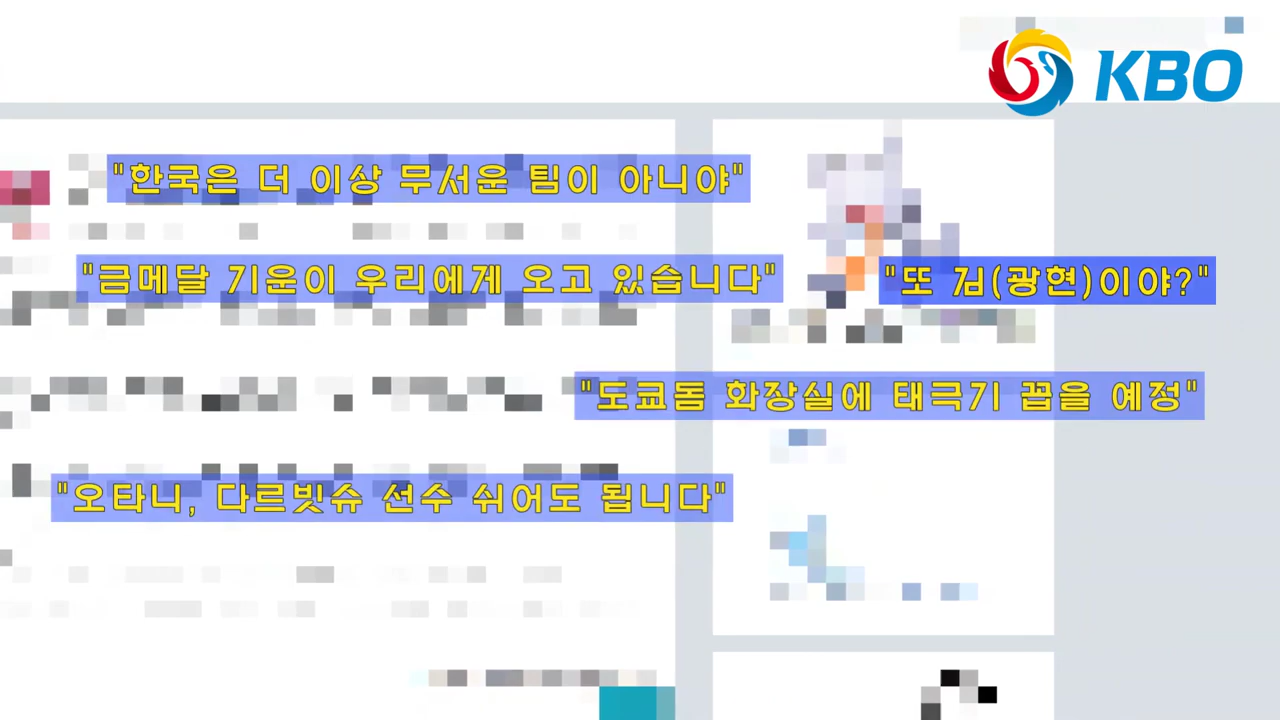 KBO
"한국은 더 이상 무서운 팀이 아니야"
"금메달 기운이 우리에게 오고 있습니다"
"또 김(광현)이야?"
"도쿄돔 화장실에 태극기 꼽을 예정"
"오타니, 다르빗슈 선수 쉬어도 됩니다"